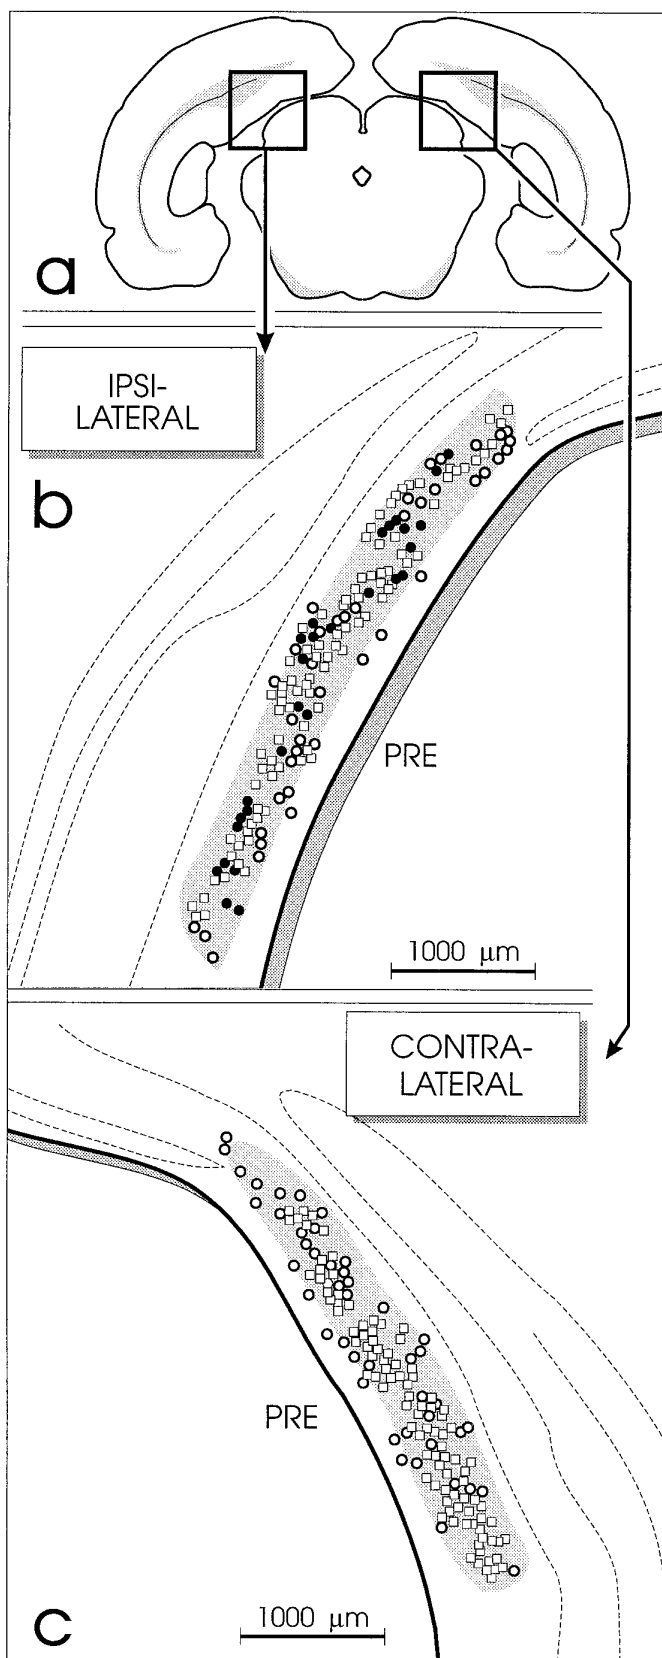 a
IPSI-
LATERAL
b
PRE
1000 µm
CONTRA-
LATERAL
PRE
1000 µm
c